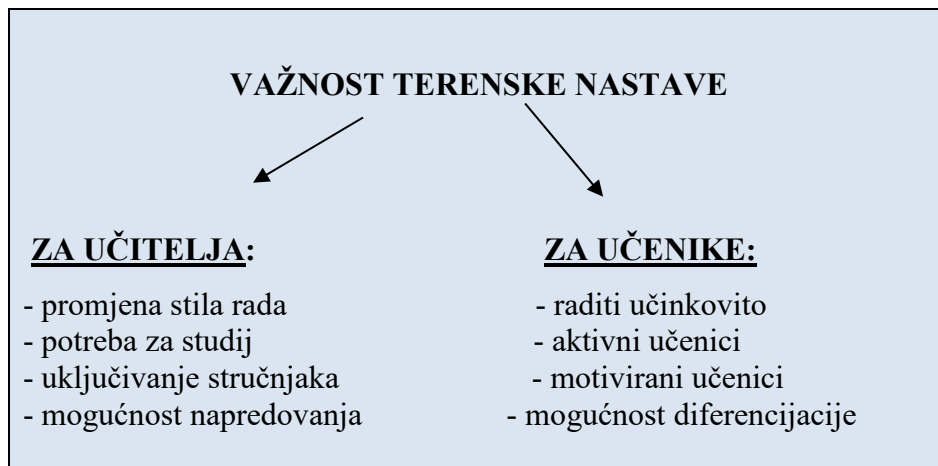 VAŽNOST TERENSKE NASTAVE
ZA UČITELJA:
- promjena stila rada
- potreba za studij
- uključivanje stručnjaka
- mogućnost napredovanja
ZA UČENIKE:
- raditi učinkovito
- aktivni učenici
- motivirani učenici
- mogućnost diferencijacije